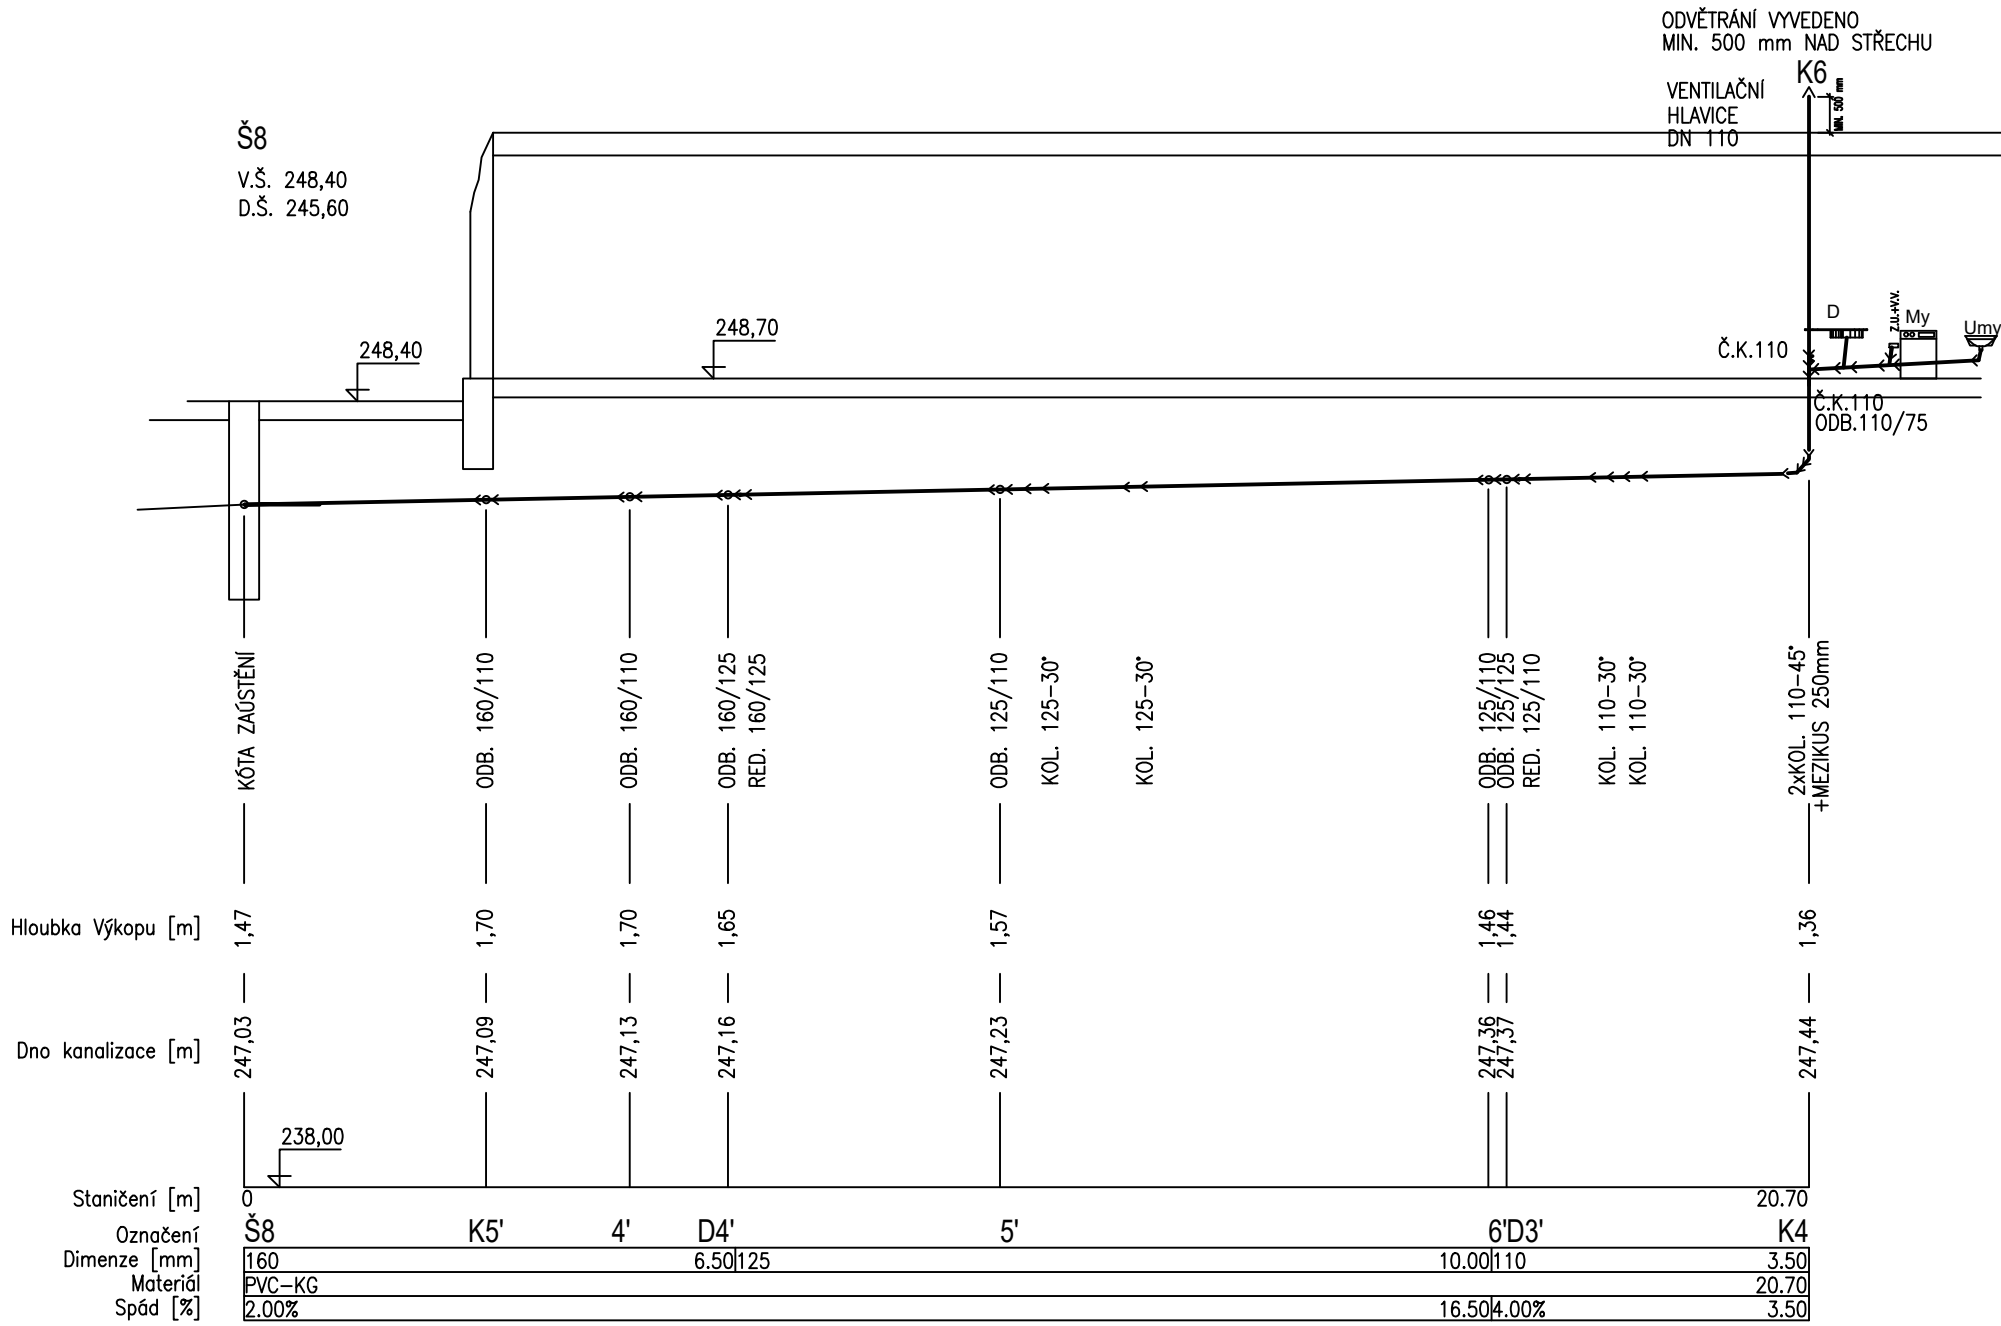 ODVĚTRÁNÍ VYVEDENO
MIN. 500 mm NAD STŘECHU
K6
VENTILAČNÍ
HLAVICE
DN 110
MIN. 500 mm
Š8
V.Š. 248,40
D.Š. 245,60
248,40
248,70
Č.K.110
D
z.u.+v.v.
My
Umy
Č.K.110
ODB.110/75
KÓTA ZAÚSTĚNÍ
ODB. 160/110
ODB. 160/110
ODB. 160/125
RED. 160/125
ODB. 125/110
KOL. 125-30°
KOL. 125-30°
ODB. 125/110
ODB. 125/125
RED. 125/110
KOL. 110-30°
KOL. 110-30°
2xKOL. 110-45°
+MEZIKUS 250mm
Hloubka Výkopu [m] 1,47 1,70 1,70 1,65 1,57 1,46 1,44 1,36
Dno kanalizace [m] 247,03 247,09 247,13 247,16 247,23 247,36 247,37 247,44
238,00
Staničení [m] 0 20.70
Označení Š8 K5' 4' D4' 5' 6' D3' K4
Dimenze [mm] 160 6.50 125 10.00 110 3.50
Materiál PVC-KG 20.70
Spád [%] 2.00% 16.50 4.00% 3.50